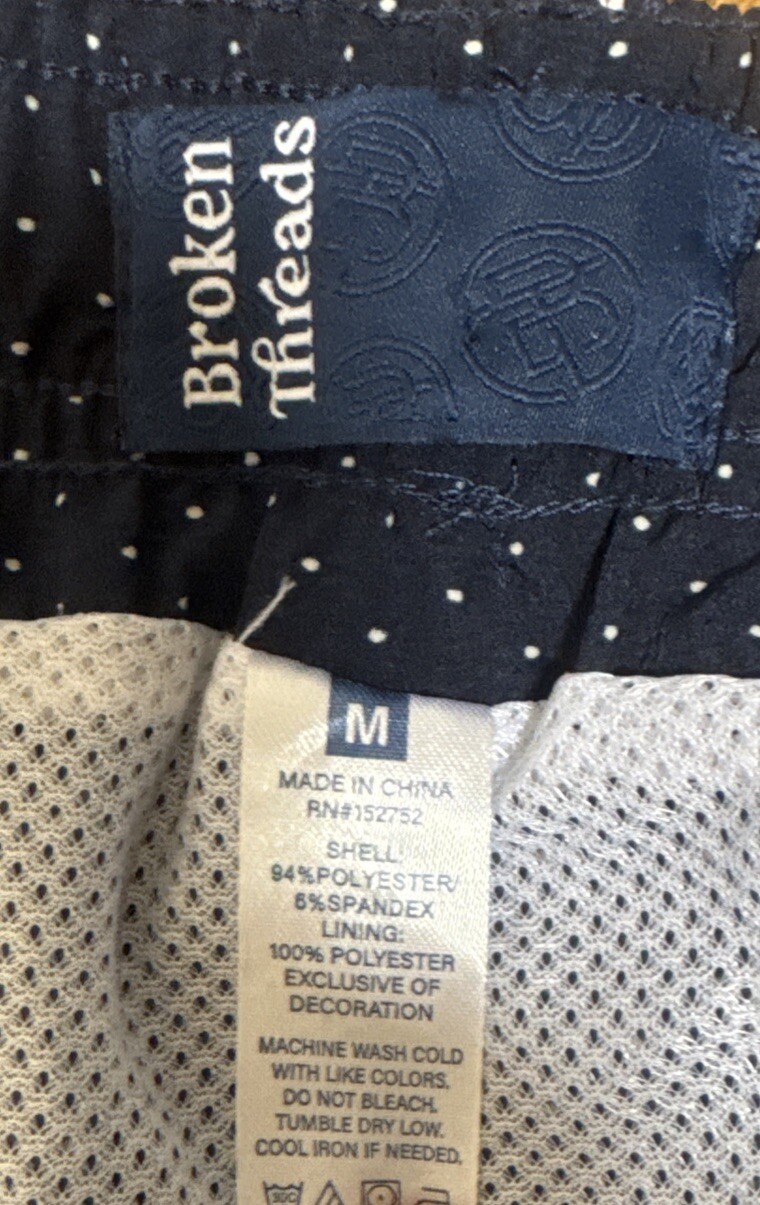 Broken
Threads
M
MADE IN CHINA
RN#152752
SHELL:
94%POLYESTER/
6%SPANDEX
LINING:
100% POLYESTER
EXCLUSIVE OF
DECORATION
MACHINE WASH COLD
WITH LIKE COLORS.
DO NOT BLEACH.
TUMBLE DRY LOW.
COOL IRON IF NEEDED.